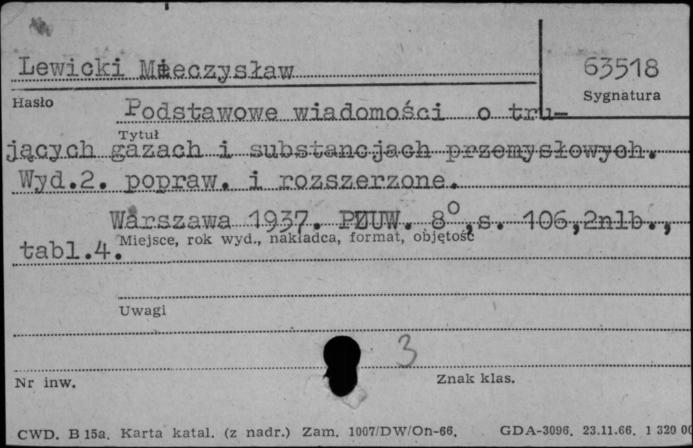 Lewicki Mieczysław
63518
Hasło
Sygnatura
Podstawowe wiadomości o tru-
Tytuł
jących gazach i substancjach przemysłowych.
Wyd.2. popraw. i rozszerzone.
Warszawa 1937. PZUW. 8°,s. 106,2nlb.,
Miejsce, rok wyd., nakładca, format, objętość
tabl.4.
Uwagi
3
Nr inw.
Znak klas.
CWD. B 15a. Karta katal. (z nadr.) Zam. 1007/DW/On-66. GDA-3096. 23.11.66. 1 320 00